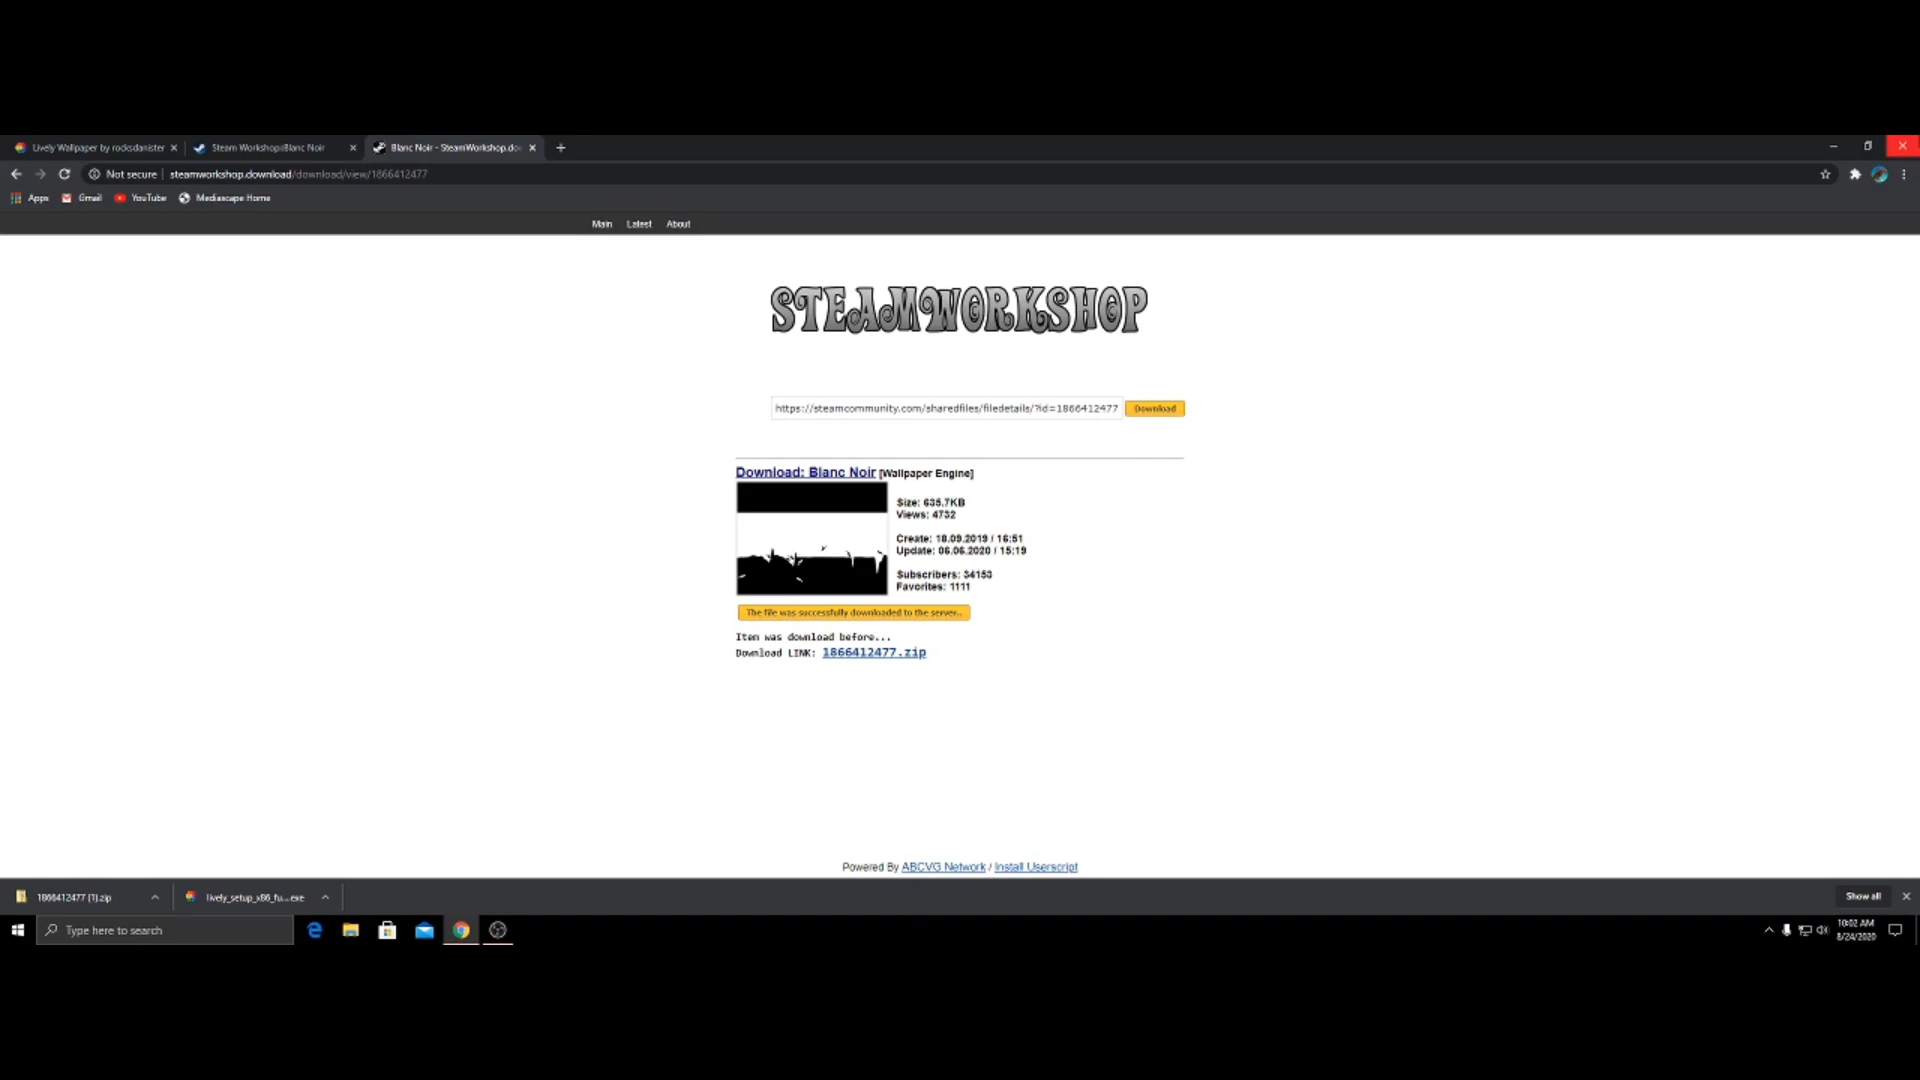 Lively Wallpaper by rocksdanister
Steam Workshop::Blanc Noir
Blanc Noir - SteamWorkshop.do
Not secure
steamworkshop.download/download/view/1866412477
Apps
Gmail
YouTube
Mediascape Home
Main
Latest
About
STEAMWORKSHOP
https://steamcommunity.com/sharedfiles/filedetails/?id=1866412477
Download
Download: Blanc Noir [Wallpaper Engine]
Size: 635.7KB
Views: 4732
Create: 18.09.2019 / 16:51
Update: 06.06.2020 / 15:19
Subscribers: 34153
Favorites: 1111
The file was successfully downloaded to the server..
Item was download before...
Download LINK: 1866412477.zip
Powered By ABCVG Network / Install Userscript
1866412477 (1).zip
lively_setup_x86_fu....exe
Show all
Type here to search
10:02 AM
8/24/2020